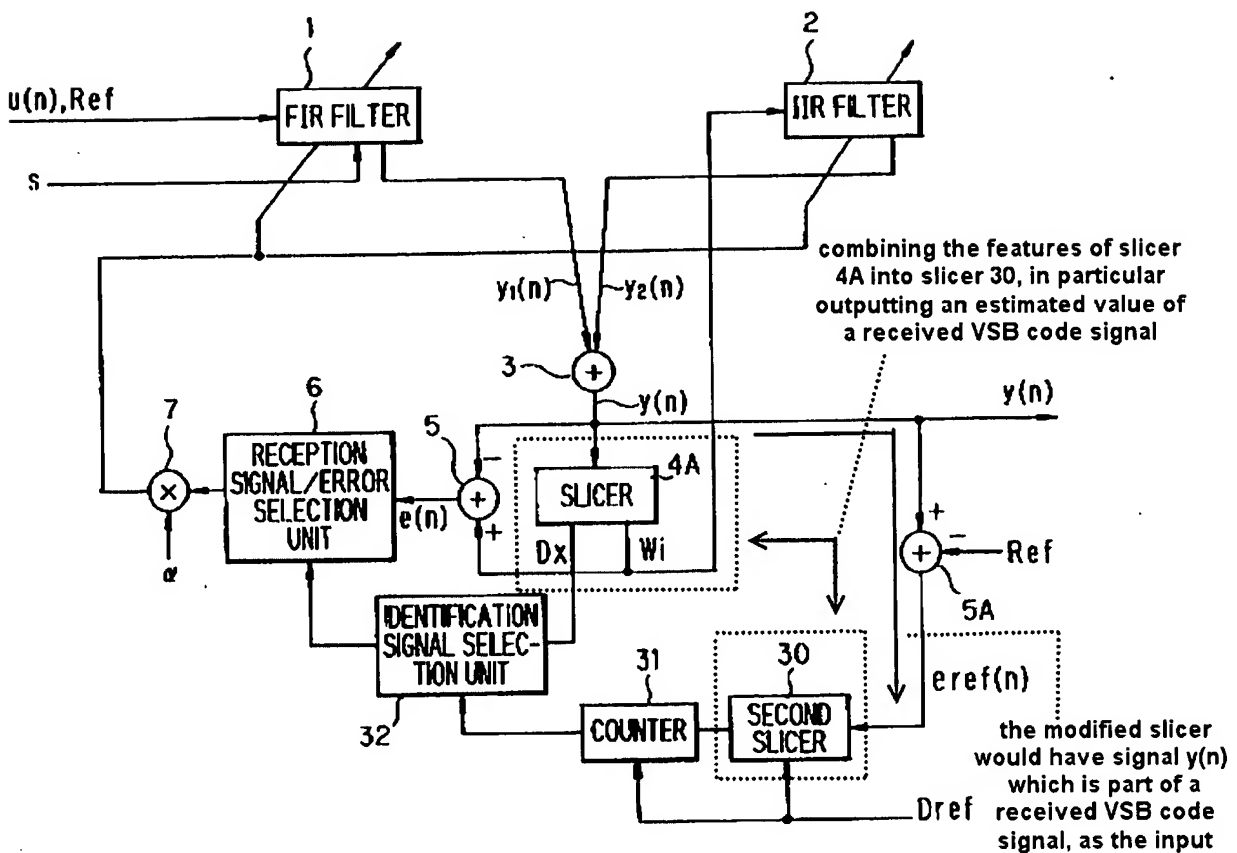 1
2
u(n),Ref
FIR FILTER
IIR FILTER
S
combining the features of slicer
4A into slicer 30, in particular
outputting an estimated value of
a received VSB code signal
y1(n)
y2(n)
3
+
y(n)
y(n)
6
7
5
−
4A
RECEPTION
SIGNAL/ERROR
SELECTION
UNIT
×
e(n)
+
SLICER
+
+
−
Dx
Wi
+
Ref
α
5A
IDENTIFICATION
SIGNAL SELEC-
TION UNIT
31
30
eref(n)
32
COUNTER
SECOND
SLICER
the modified slicer
would have signal y(n)
which is part of a
received VSB code
signal, as the input
Dref